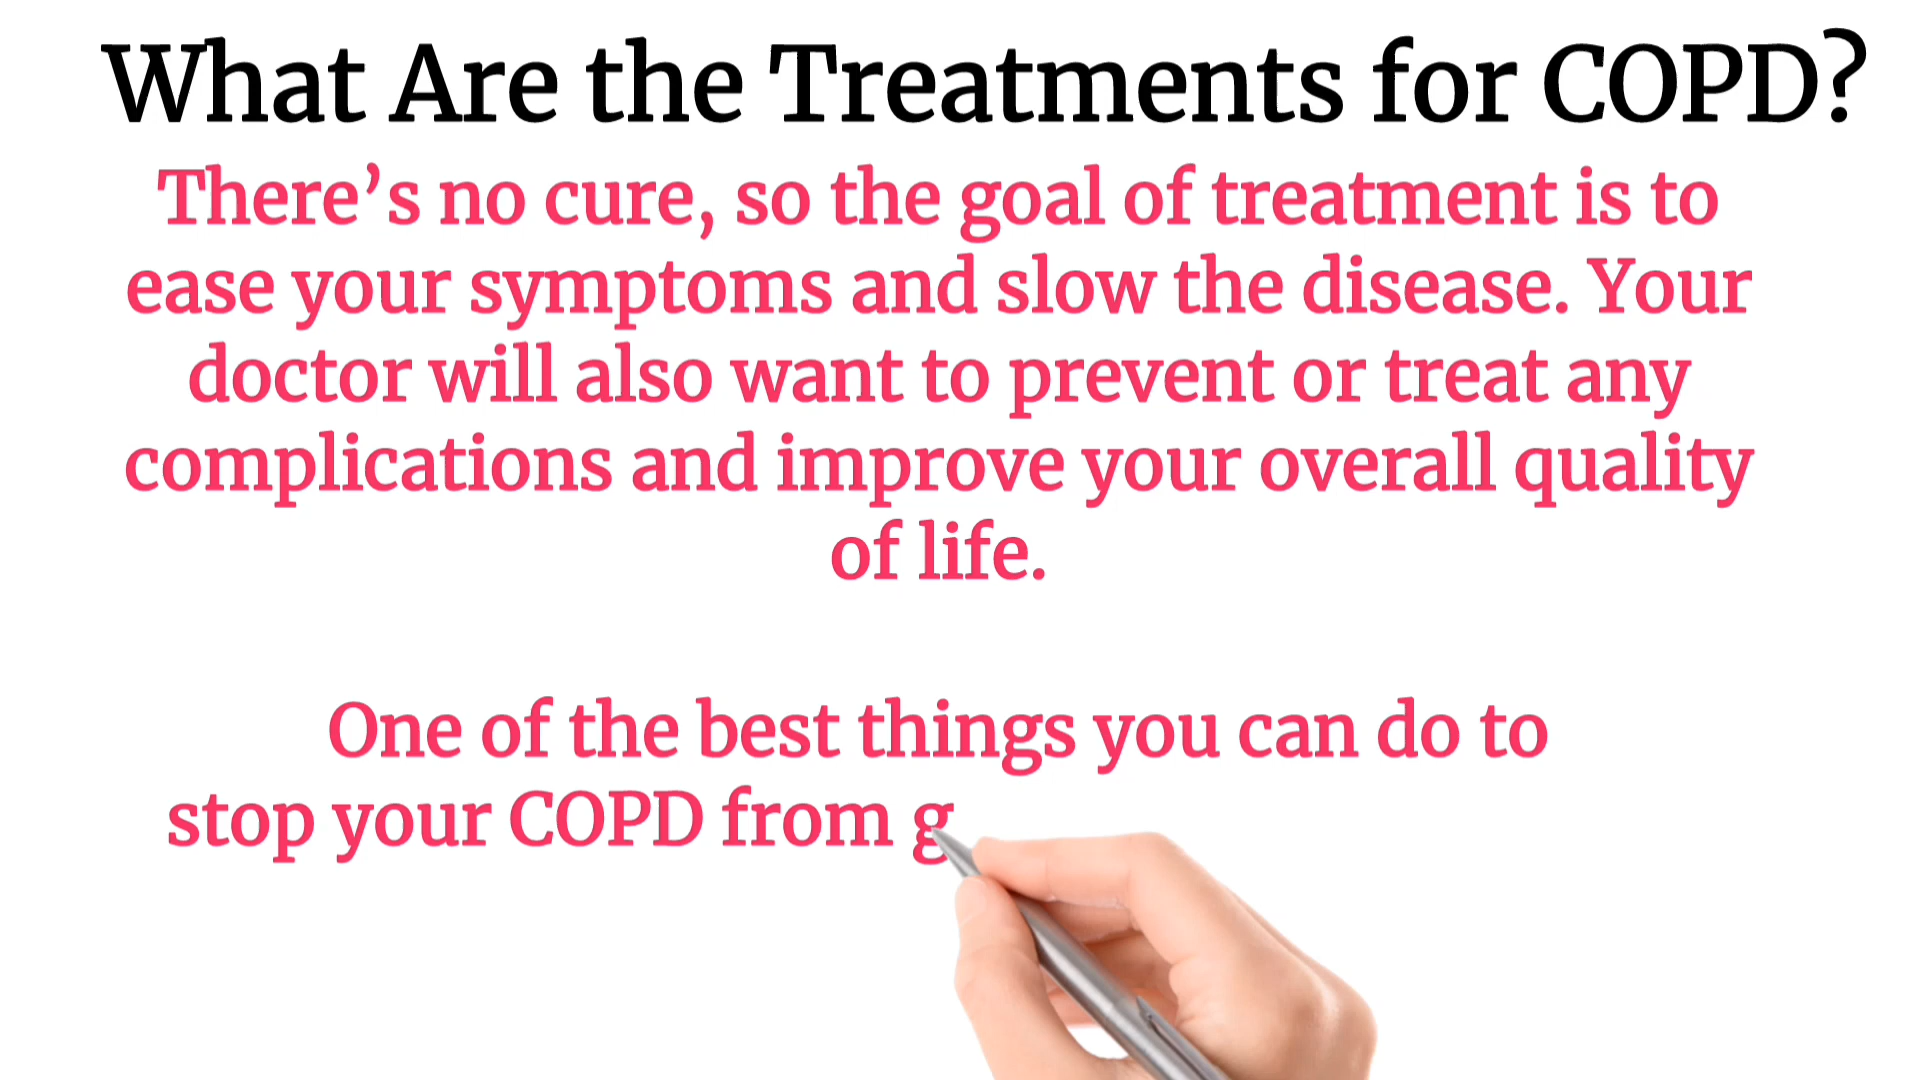 What Are the Treatments for COPD?
There’s no cure, so the goal of treatment is to
ease your symptoms and slow the disease. Your
doctor will also want to prevent or treat any
complications and improve your overall quality
of life.
One of the best things you can do to
stop your COPD from g